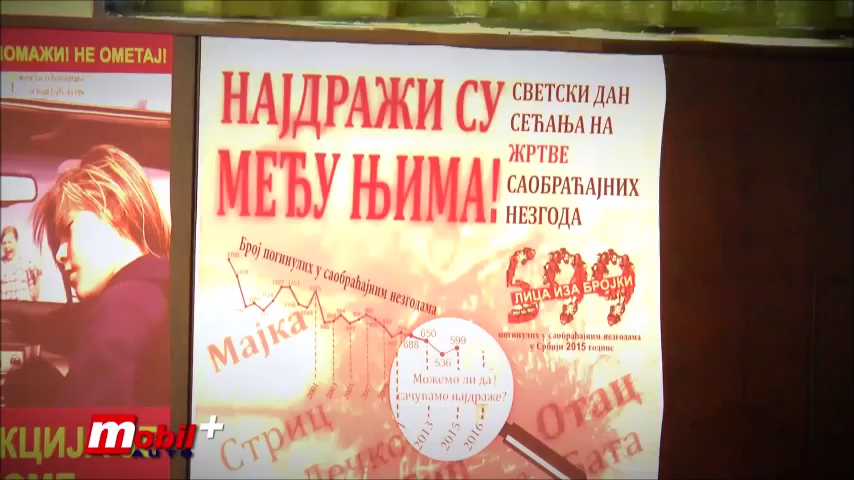 ПОМАЖИ! НЕ ОМЕТАЈ!
НАЈДРАЖИ СУ
МЕЂУ ЊИМА!
СВЕТСКИ ДАН
СЕЋАЊА НА
ЖРТВЕ
САОБРАЋАЈНИХ
НЕЗГОДА
Број погинулих у саобраћајним незгодама
599
ЛИЦА ИЗА БРОЈКИ
погинулих у саобраћајним незгодама
у Србији 2015 године
688
650
536
599
Можемо ли да
сачувамо најдраже?
2013
2015
2016
Мајка
Стриц
Дечко
Отац
Бата
КЦИЈА
mobil+
AUTO